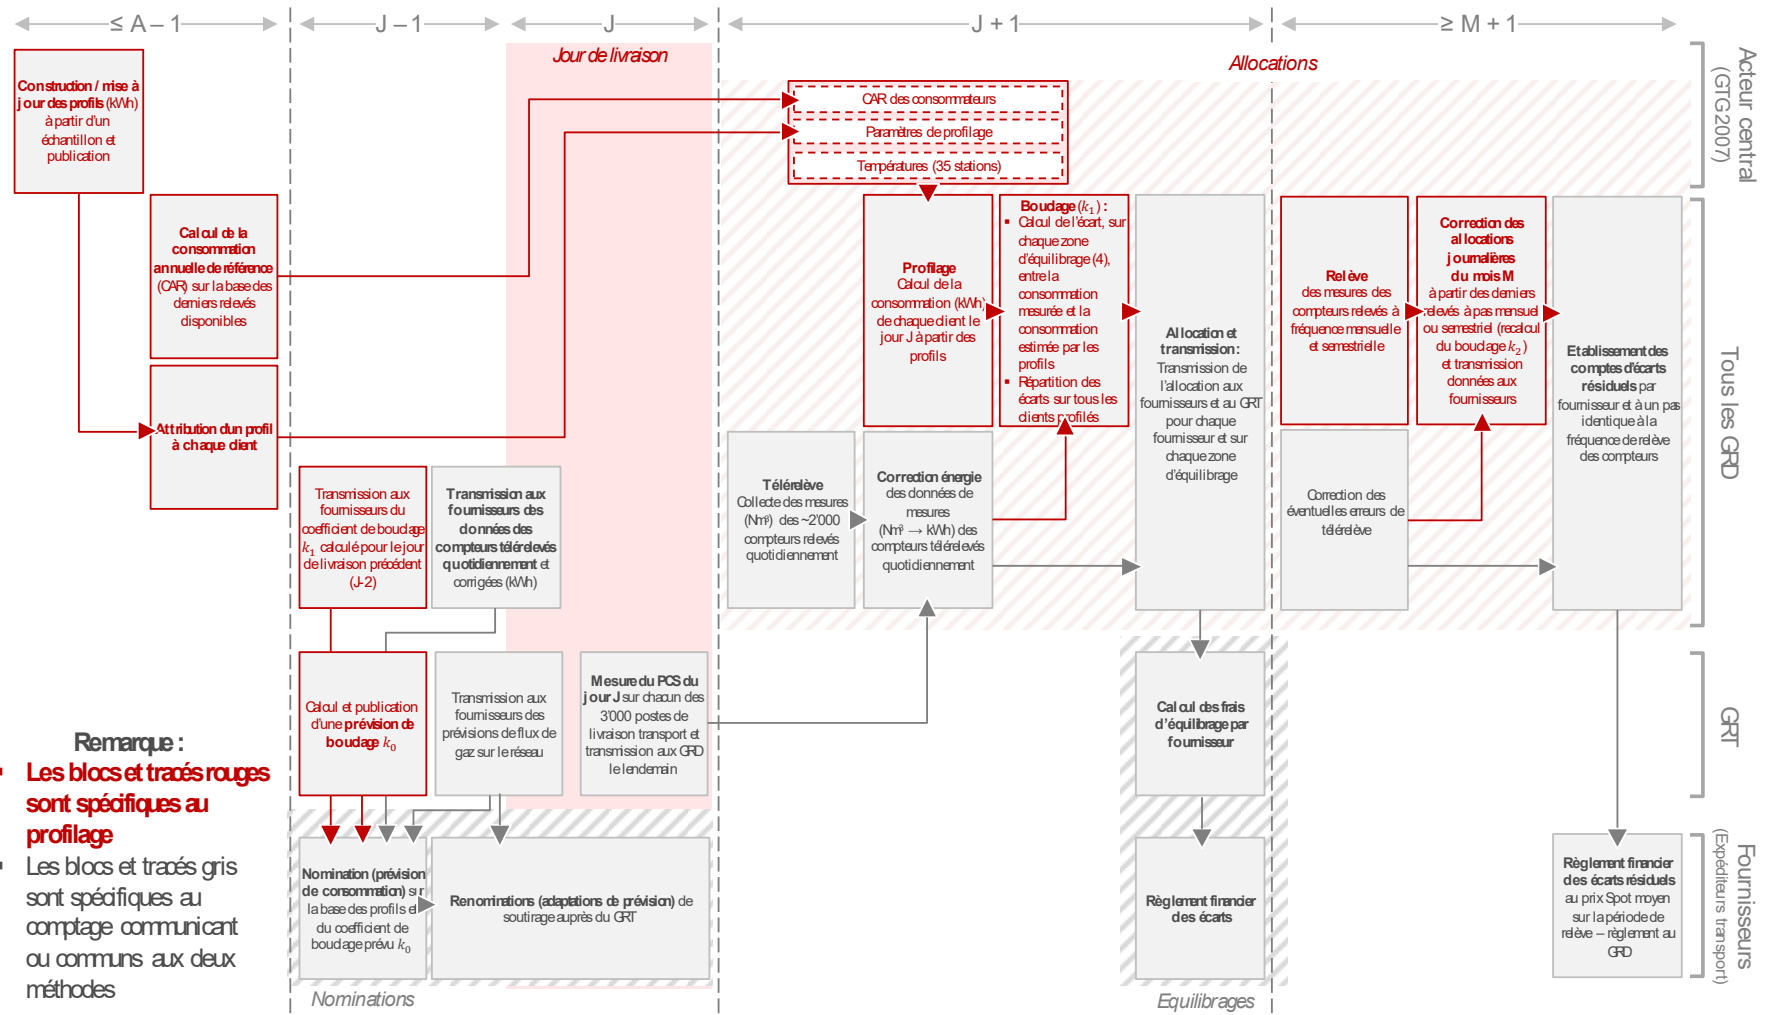 ≤ A – 1
J – 1
J
J + 1
≥ M + 1
Jour de livraison
Allocations
Acteur central
(GTG2007)
Construction / mise à
jour des profils (kWh)
à partir d'un
échantillon et
publication
CAR des consommateurs
Paramètres de profilage
Températures (35 stations)
Calcul de la
consommation
annuelle de référence
(CAR) sur la base des
derniers relevés
disponibles
Attribution d'un profil
à chaque client
Profilage
Calcul de la
consommation (kWh)
de chaque client le
jour J à partir des
profils
Bouclage (k₁) :
▪ Calcul de l'écart, sur
chaque zone
d'équilibrage (4),
entre la
consommation
mesurée et la
consommation
estimée par les
profils
▪ Répartition des
écarts sur tous les
clients profilés
Allocation et
transmission :
Transmission de
l'allocation aux
fournisseurs et au GRT
pour chaque
fournisseur et sur
chaque zone
d'équilibrage
Relève
des mesures des
compteurs relevés à
fréquence mensuelle
et semestrielle
Correction des
allocations
journalières
du mois M
à partir des derniers
relevés à pas mensuel
ou semestriel (recalcul
du bouclage k₂)
et transmission
données aux
fournisseurs
Etablissement des
comptes d'écarts
résiduels par
fournisseur et à un pas
identique à la
fréquence de relève
des compteurs
Tous les GRD
Transmission aux
fournisseurs du
coefficient de bouclage
k₁ calculé pour le jour
de livraison précédent
(J-2)
Transmission aux
fournisseurs des
données des
compteurs télérelevés
quotidiennement et
corrigées (kWh)
Télérelève
Collecte des mesures
(Nm³) des ~2'000
compteurs relevés
quotidiennement
Correction énergie
des données de
mesures
(Nm³ → kWh) des
compteurs télérelevés
quotidiennement
Correction des
éventuelles erreurs de
télérelève
Calcul et publication
d'une prévision de
bouclage k₀
Transmission aux
fournisseurs des
prévisions de flux de
gaz sur le réseau
Mesure du PCS du
jour J sur chacun des
3'000 postes de
livraison transport et
transmission aux GRD
le lendemain
Calcul des frais
d'équilibrage par
fournisseur
GRT
Remarque :
▪ Les blocs et tracés rouges
sont spécifiques au
profilage
▪ Les blocs et tracés gris
sont spécifiques au
comptage communicant
ou communs aux deux
méthodes
Nomination (prévision
de consommation) sur
la base des profils et
du coefficient de
bouclage prévu k₀
Renominations (adaptations de prévision) de
soutirage auprès du GRT
Règlement financier
des écarts
Règlement financier
des écarts résiduels
au prix Spot moyen
sur la période de
relève – règlement au
GRD
Fournisseurs
(Expéditeurs transport)
Nominations
Equilibrages